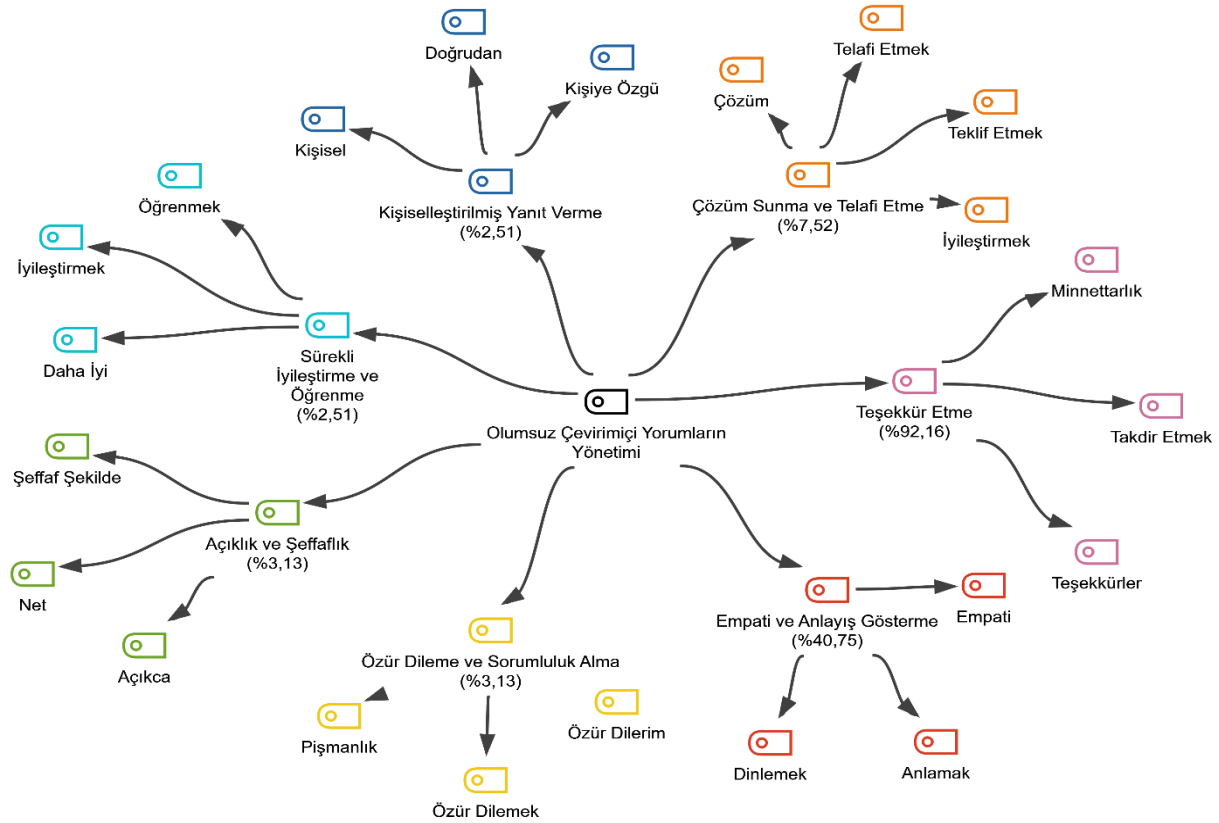 Telafi Etmek
Doğrudan
Kişiye Özgü
Çözüm
Teklif Etmek
Kişisel
Öğrenmek
Çözüm Sunma ve Telafi Etme
(%7,52)
Kişiselleştirilmiş Yanıt Verme
(%2,51)
İyileştirmek
İyileştirmek
Minnettarlık
Daha İyi
Sürekli
İyileştirme ve
Öğrenme
(%2,51)
Teşekkür Etme
(%92,16)
Takdir Etmek
Olumsuz Çevirimiçi Yorumların
Yönetimi
Şeffaf Şekilde
Açıklık ve Şeffaflık
(%3,13)
Teşekkürler
Net
Empati ve Anlayış Gösterme
(%40,75)
Empati
Açıkca
Özür Dileme ve Sorumluluk Alma
(%3,13)
Özür Dilerim
Pişmanlık
Dinlemek
Anlamak
Özür Dilemek